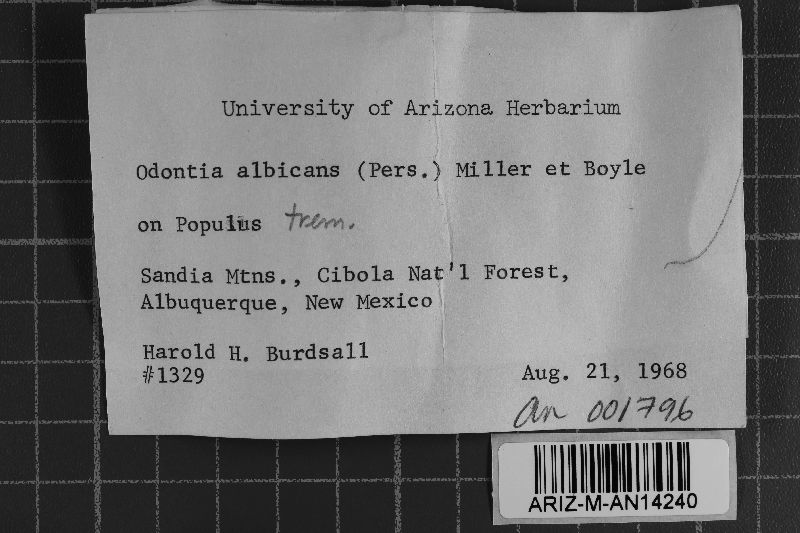 University of Arizona Herbarium
Odontia albicans (Pers.) Miller et Boyle
on Populus trem.
Sandia Mtns., Cibola Nat'l Forest,
Albuquerque, New Mexico
Harold H. Burdsall
#1329
Aug. 21, 1968
an 001796
ARIZ-M-AN14240